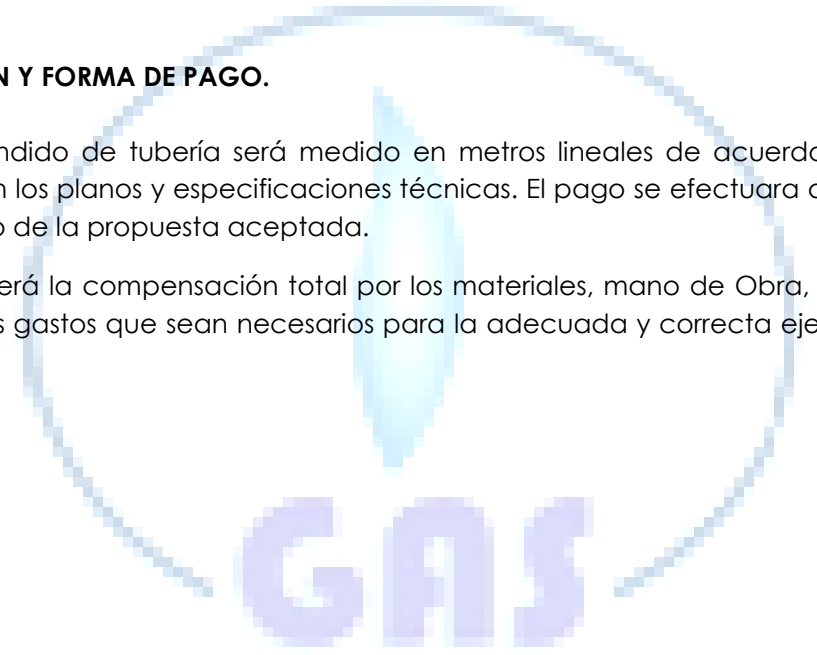 N Y FORMA DE PAGO.
ndido de tubería será medido en metros lineales de acuerdo
n los planos y especificaciones técnicas. El pago se efectuara
o de la propuesta aceptada.
erá la compensación total por los materiales, mano de Obra,
s gastos que sean necesarios para la adecuada y correcta eje
GAS